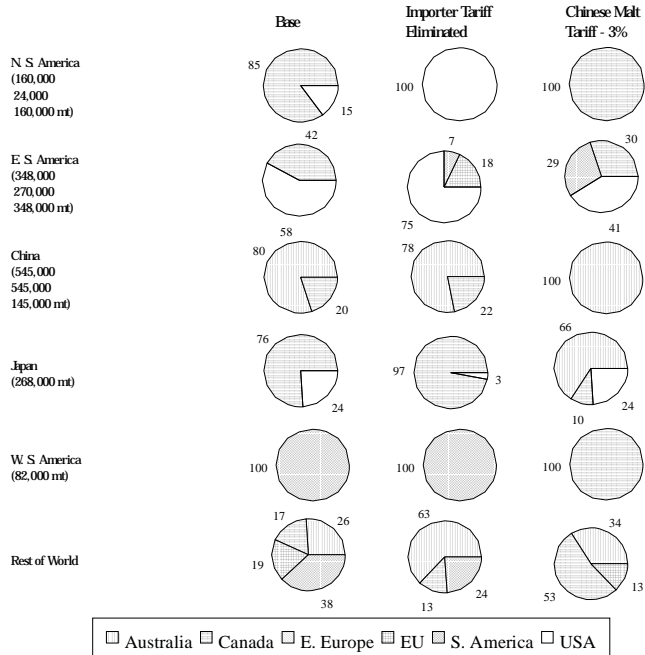 Base
Importer Tariff
Eliminated
Chinese Malt
Tariff - 3%
N. S. America
(160,000
24,000
160,000 mt)
85
15
100
100
E. S. America
(348,000
270,000
348,000 mt)
42
58
7
18
75
30
29
41
China
(545,000
545,000
145,000 mt)
80
20
78
22
100
Japan
(268,000 mt)
76
24
97
3
66
24
10
W. S. America
(82,000 mt)
100
100
100
Rest of World
17
26
19
38
63
24
13
34
13
53
Australia Canada E. Europe EU S. America USA